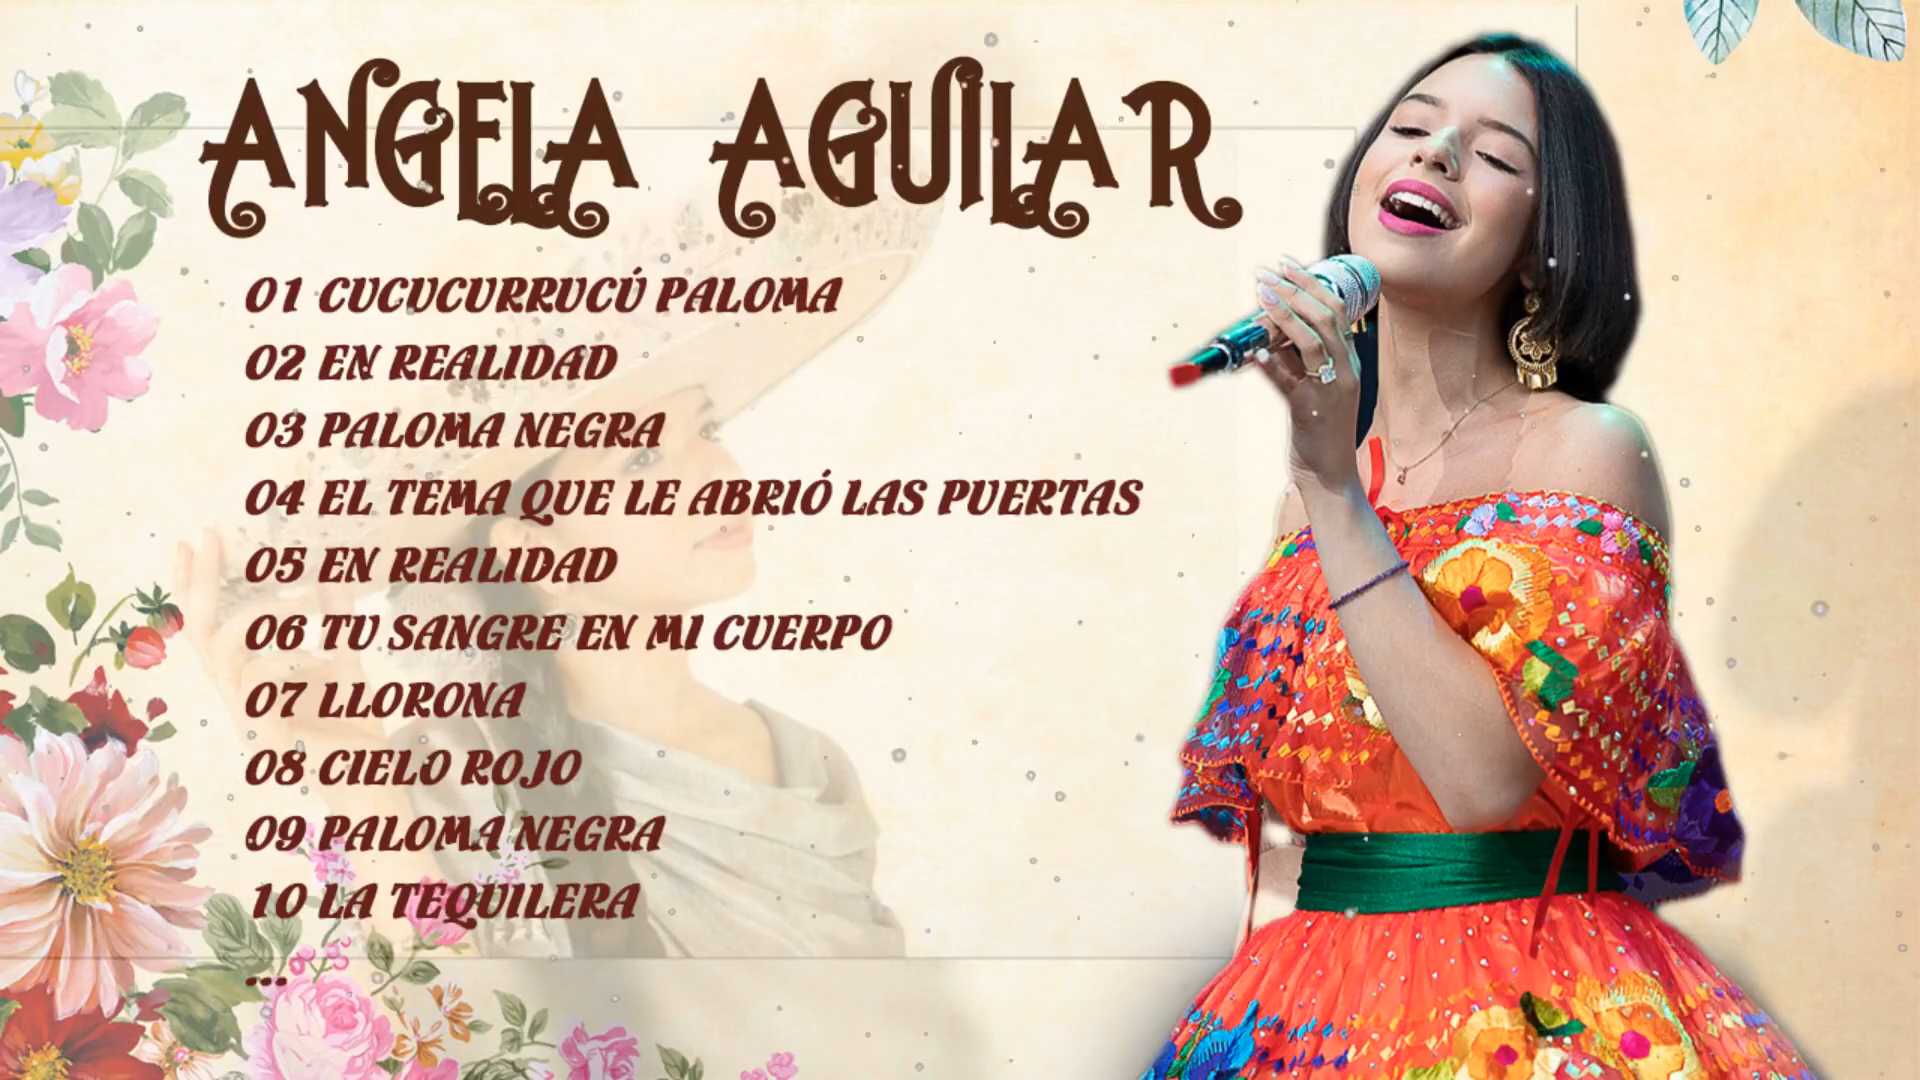 ANGELA AGUILAR
01 CUCUCURRUCÚ PALOMA
02 EN REALIDAD
03 PALOMA NEGRA
04 EL TEMA QUE LE ABRIÓ LAS PUERTAS
05 EN REALIDAD
06 TU SANGRE EN MI CUERPO
07 LLORONA
08 CIELO ROJO
09 PALOMA NEGRA
10 LA TEQUILERA
...